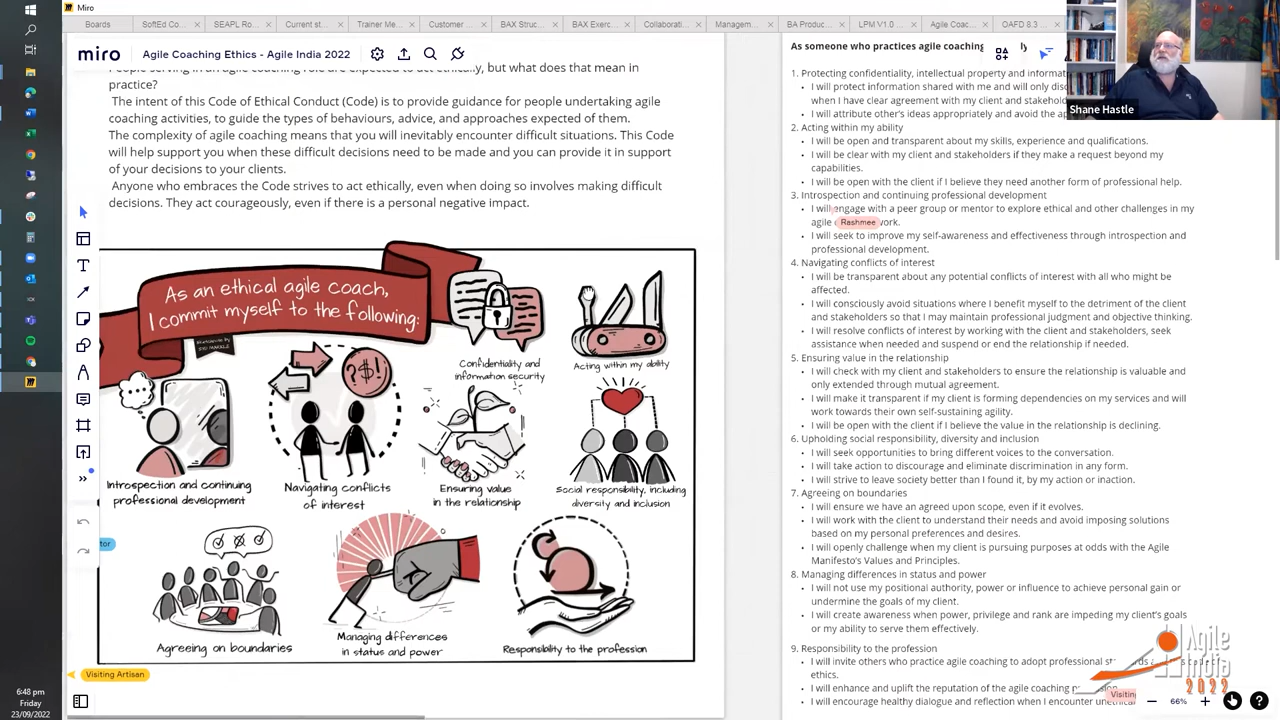 Miro
Boards
SoftEd Co...
SEAPL Ro...
Current st...
Trainer Me...
Customer ...
BAX Struc...
BAX Exerc...
Collaborati...
Managem...
BA Produc...
LPM V1.0 ...
Agile Coac...
OAFD 8.3 ...
miro
Agile Coaching Ethics - Agile India 2022
People serving in an agile coaching role are expected to act ethically, but what does that mean in
practice?
The intent of this Code of Ethical Conduct (Code) is to provide guidance for people undertaking agile
coaching activities, to guide the types of behaviour, advice, and approaches expected of them.
The complexity of agile coaching means that you will inevitably encounter difficult situations. This Code
will help support you when these difficult decisions need to be made and you can provide it in support
of your decisions to your clients.
Anyone who embraces the Code strives to act ethically, even when doing so involves making difficult
decisions. They act courageously, even if there is a personal negative impact.
As an ethical agile coach,
I commit myself to the following:
?$!
Confidentiality and
information security
Acting within my ability
Introspection and continuing
professional development
Navigating conflicts
of interest
Ensuring value
in the relationship
Social responsibility, including
diversity and inclusion
Agreeing on boundaries
Managing differences
in status and power
Responsibility to the profession
tor
Visiting Artisan
6:48 pm
Friday
23/09/2022
As someone who practices agile coaching
1. Protecting confidentiality, intellectual property and informat
I will protect information shared with me and will only dis
when I have clear agreement with my client and stakehold
I will attribute other's ideas appropriately and avoid the ap
2. Acting within my ability
I will be open and transparent about my skills, experience and qualifications.
I will be clear with my client and stakeholders if they make a request beyond my
capabilities.
I will be open with the client if I believe they need another form of professional help.
3. Introspection and continuing professional development
I will engage with a peer group or mentor to explore ethical and other challenges in my
agile work.
Rashmee
I will seek to improve my self-awareness and effectiveness through introspection and
professional development.
4. Navigating conflicts of interest
I will be transparent about any potential conflicts of interest with all who might be
affected.
I will consciously avoid situations where I benefit myself to the detriment of the client
and stakeholders so that I may maintain professional judgment and objective thinking.
I will resolve conflicts of interest by working with the client and stakeholders, seek
assistance when needed and suspend or end the relationship if needed.
5. Ensuring value in the relationship
I will check with my client and stakeholders to ensure the relationship is valuable and
only extended through mutual agreement.
I will make it transparent if my client is forming dependencies on my services and will
work towards their own self-sustaining agility.
I will be open with the client if I believe the value in the relationship is declining.
6. Upholding social responsibility, diversity and inclusion
I will seek opportunities to bring different voices to the conversation.
I will take action to discourage and eliminate discrimination in any form.
I will strive to leave society better than I found it, by my action or inaction.
7. Agreeing on boundaries
I will ensure we have an agreed upon scope, even if it evolves.
I will work with the client to understand their needs and avoid imposing solutions
based on my personal preferences and desires.
I will openly challenge when my client is pursuing purposes at odds with the Agile
Manifesto's Values and Principles.
8. Managing differences in status and power
I will not use my positional authority, power or influence to achieve personal gain or
undermine the goals of my client.
I will create awareness when power, privilege and rank are impeding my client's goals
or my ability to serve them effectively.
9. Responsibility to the profession
I will invite others who practice agile coaching to adopt professional
ethics.
I will enhance and uplift the reputation of the agile coaching
I will encourage healthy dialogue and reflection when I encounter
Visiting
66%
Shane Hastie
Agile
India
2022